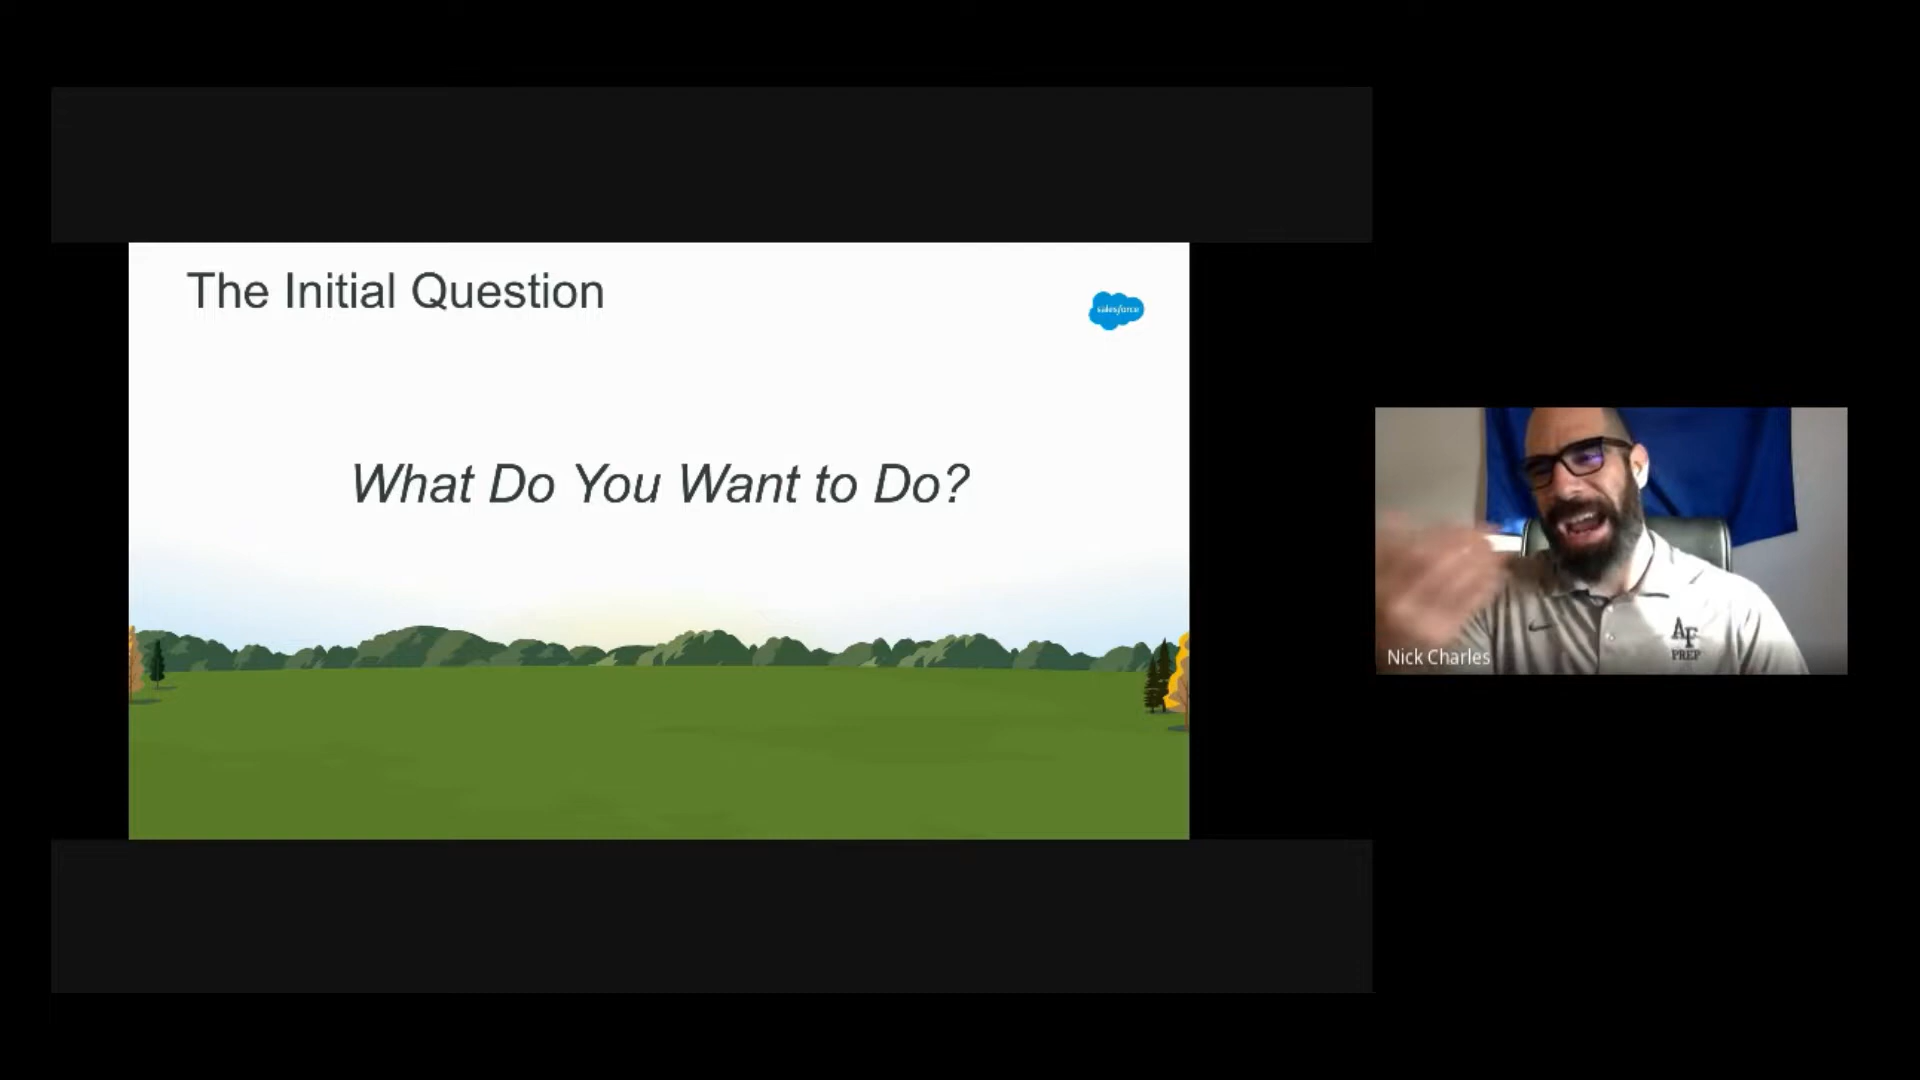 The Initial Question
salesforce
What Do You Want to Do?
AF
PREP
Nick Charles